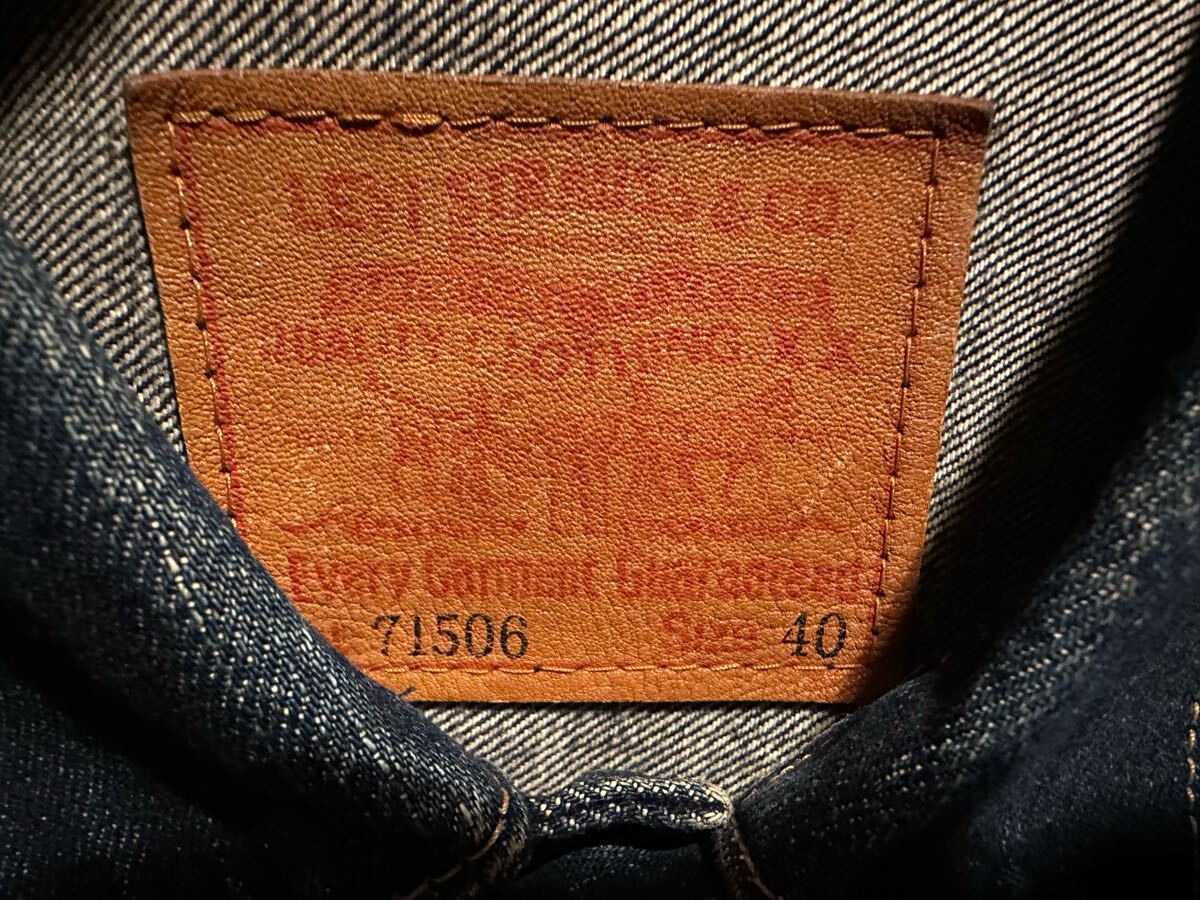 LEVI STRAUSS & CO.
QUALITY CLOTHING XX
Every Garment Guaranteed
71506 Size 40